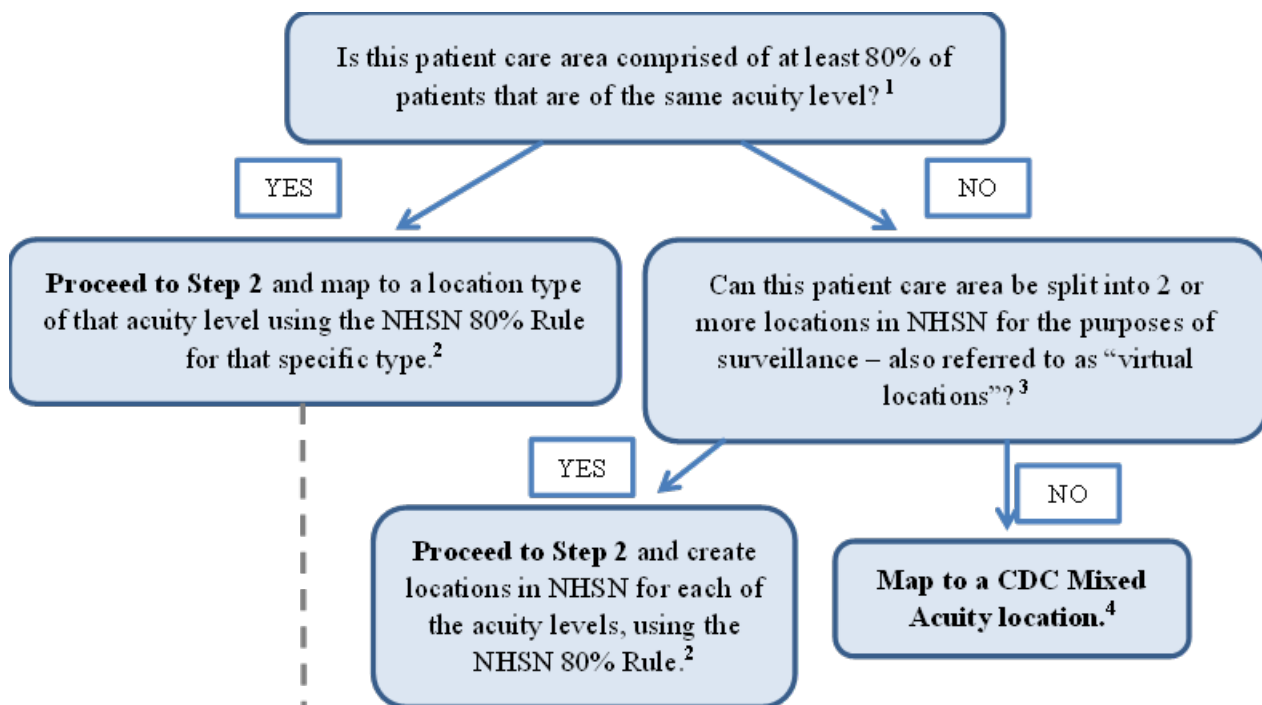 Is this patient care area comprised of at least 80% of
patients that are of the same acuity level? 1
YES
NO
Proceed to Step 2 and map to a location type
of that acuity level using the NHSN 80% Rule
for that specific type.2
Can this patient care area be split into 2 or
more locations in NHSN for the purposes of
surveillance – also referred to as “virtual
locations”? 3
YES
NO
Proceed to Step 2 and create
locations in NHSN for each of
the acuity levels, using the
NHSN 80% Rule.2
Map to a CDC Mixed
Acuity location.4